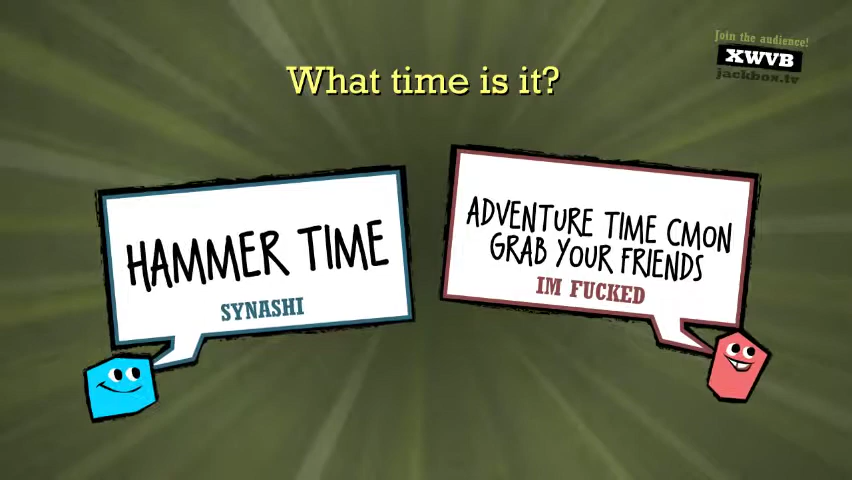 Join the audience!
XWVB
jackbox.tv
What time is it?
HAMMER TIME
SYNASHI
ADVENTURE TIME CMON
GRAB YOUR FRIENDS
IM FUCKED